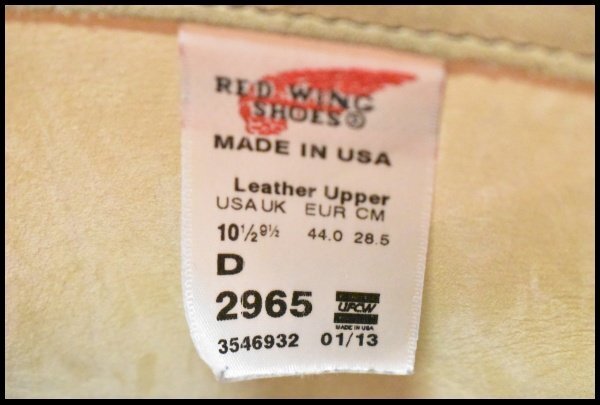 RED WING
SHOES®
MADE IN USA
Leather Upper
USA UK EUR CM
10½ 9½ 44.0 28.5
D
2965 UFCW
MADE IN USA
3546932 01/13